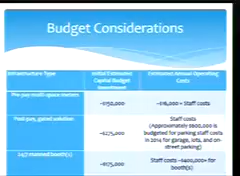 Budget Considerations
Infrastructure Type
Initial Estimated
Capital Budget
Investment
Estimated Annual Operating
Costs
Pre-pay multi-space meters
~$150,000
+ Staff costs
Post-pay, gated solution
~$275,000
Staff costs
(Approximately $600,000 is
budgeted for parking staff costs
in 2014 for garage, lots, and on-
street parking)
24/7 manned booth(s)
~$175,000
Staff costs ~$400,000+ for
booth(s)